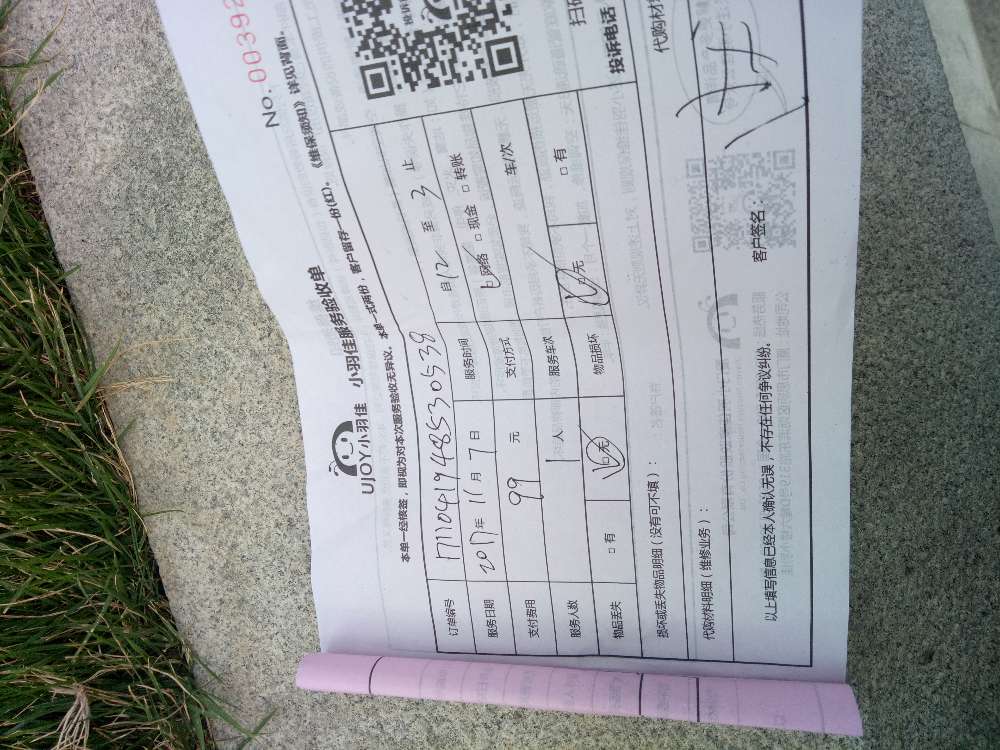 No. 00392
UJOY小羽佳 小羽佳服务验收单
本单一经核签，即视为对本次服务验收无异议。本单一式两份，客户留存一份(红)。《维保须知》详见背面。
订单编号 171104194853 0538
服务日期 2017年 11月 7日 服务时间 自12 至 3 止
支付费用 99 元 支付方式 网络 □现金 □转账
服务人数 1 人 服务车次 车/次
物品丢失 □有 无 物品损坏 无 □有
损坏或丢失物品明细（没有可不填）：
代购材料明细（维修业务）：
以上填写信息已经本人确认无误，不存在任何争议纠纷。 客户签名：
投诉电话
代购材